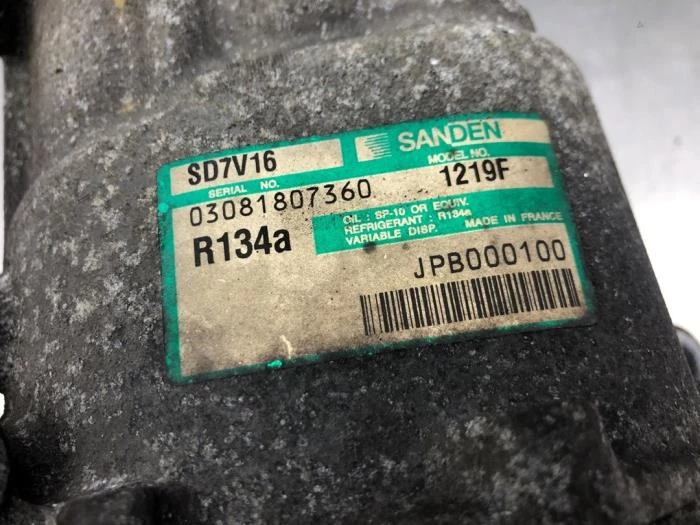 SD7V16
SANDEN
SERIAL NO.
MODEL NO.
03081807360
1219F
R134a
OIL : SP-10 OR EQUIV.
REFRIGERANT : R134a
VARIABLE DISP. MADE IN FRANCE
JPB000100